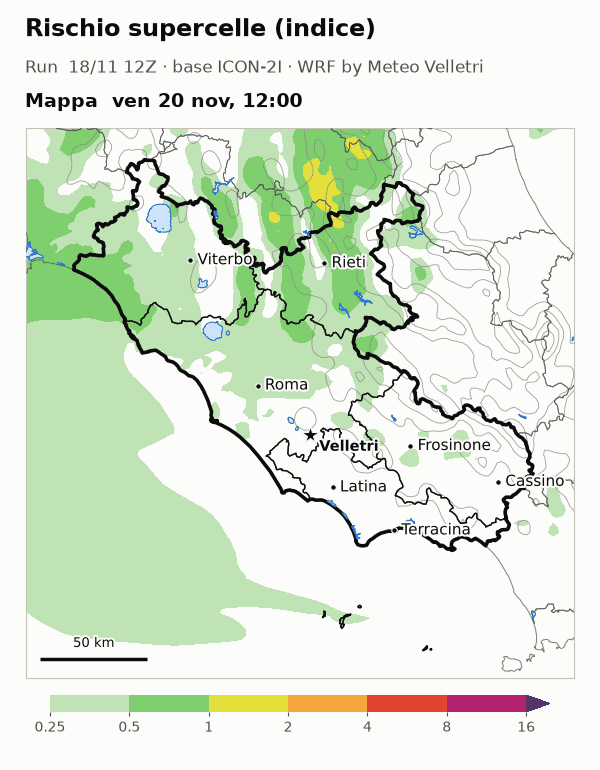 Rischio supercelle (indice)
Run  18/11 12Z · base ICON-2I · WRF by Meteo Velletri
Mappa  ven 20 nov, 12:00
Viterbo
Rieti
Roma
Velletri
Frosinone
Latina
Cassino
Terracina
50 km
0.25 0.5 1 2 4 8 16